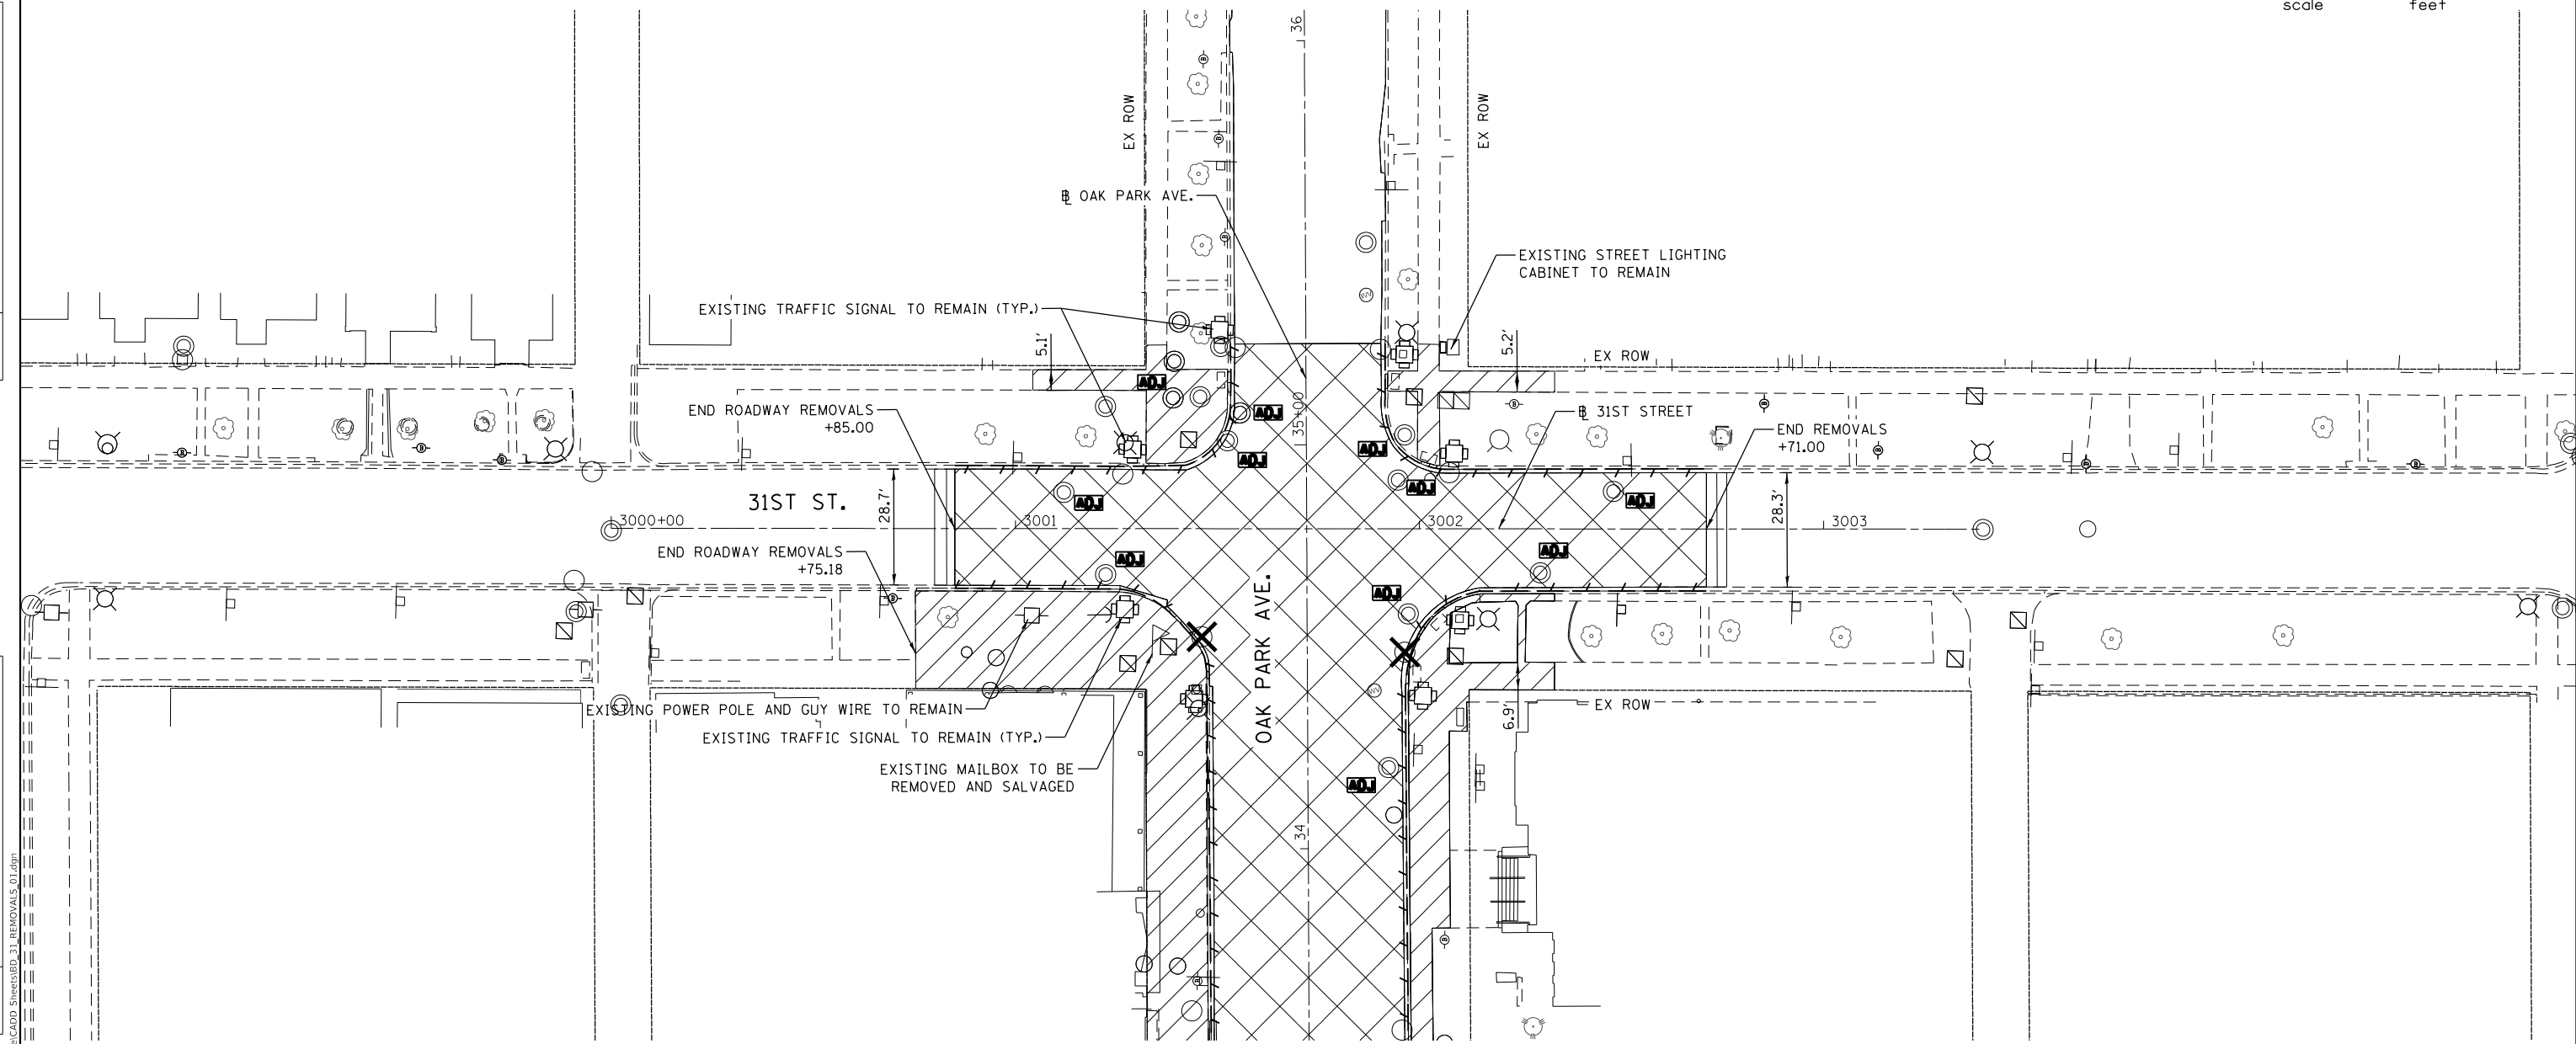 scale feet
36
EX ROW
EX ROW
℄ OAK PARK AVE.
EXISTING STREET LIGHTING
CABINET TO REMAIN
EXISTING TRAFFIC SIGNAL TO REMAIN (TYP.)
5.1'
5.2'
EX ROW
ADJ
END ROADWAY REMOVALS
+85.00
ADJ
35+00
℄ 31ST STREET
END REMOVALS
+71.00
ADJ
ADJ
ADJ
31ST ST.
28.7'
ADJ
ADJ
28.3'
3000+00
3001
3002
3003
END ROADWAY REMOVALS
+75.18
ADJ
ADJ
ADJ
OAK PARK AVE.
EXISTING POWER POLE AND GUY WIRE TO REMAIN
6.9'
EX ROW
EXISTING TRAFFIC SIGNAL TO REMAIN (TYP.)
EXISTING MAILBOX TO BE
REMOVED AND SALVAGED
ADJ
34
CADD Sheets\BD_31_REMOVALS_01.dgn